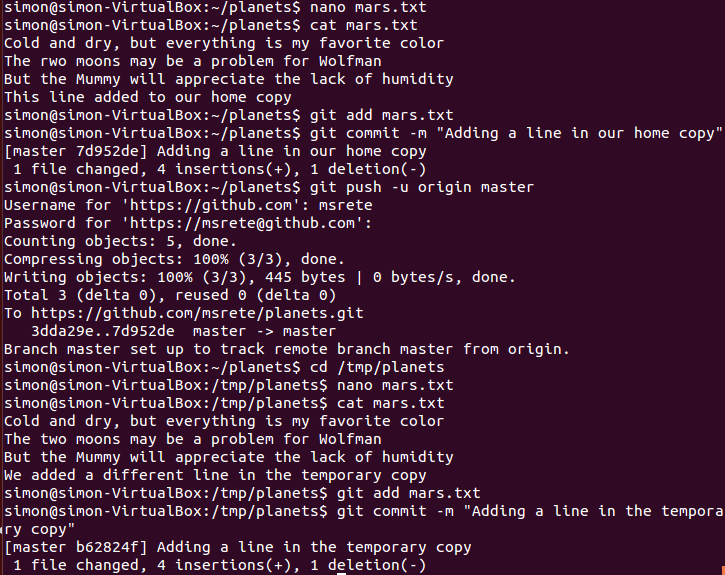 simon@simon-VirtualBox:~/planets$ nano mars.txt
simon@simon-VirtualBox:~/planets$ cat mars.txt
Cold and dry, but everything is my favorite color
The rwo moons may be a problem for Wolfman
But the Mummy will appreciate the lack of humidity
This line added to our home copy
simon@simon-VirtualBox:~/planets$ git add mars.txt
simon@simon-VirtualBox:~/planets$ git commit -m "Adding a line in our home copy"
[master 7d952de] Adding a line in our home copy
 1 file changed, 4 insertions(+), 1 deletion(-)
simon@simon-VirtualBox:~/planets$ git push -u origin master
Username for 'https://github.com': msrete
Password for 'https://msrete@github.com':
Counting objects: 5, done.
Compressing objects: 100% (3/3), done.
Writing objects: 100% (3/3), 445 bytes | 0 bytes/s, done.
Total 3 (delta 0), reused 0 (delta 0)
To https://github.com/msrete/planets.git
   3dda29e..7d952de  master -> master
Branch master set up to track remote branch master from origin.
simon@simon-VirtualBox:~/planets$ cd /tmp/planets
simon@simon-VirtualBox:/tmp/planets$ nano mars.txt
simon@simon-VirtualBox:/tmp/planets$ cat mars.txt
Cold and dry, but everything is my favorite color
The two moons may be a problem for Wolfman
But the Mummy will appreciate the lack of humidity
We added a different line in the temporary copy
simon@simon-VirtualBox:/tmp/planets$ git add mars.txt
simon@simon-VirtualBox:/tmp/planets$ git commit -m "Adding a line in the tempora
ry copy"
[master b62824f] Adding a line in the temporary copy
 1 file changed, 4 insertions(+), 1 deletion(-)